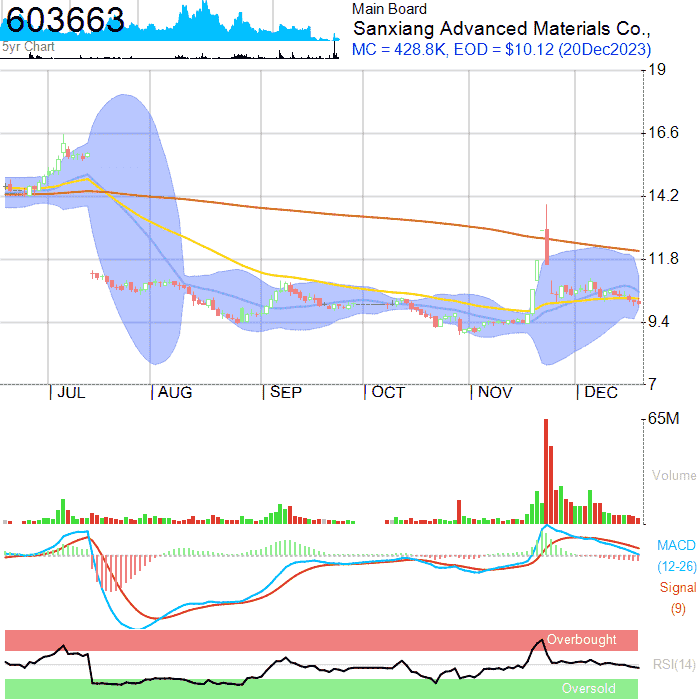 603663
5yr Chart
Main Board
Sanxiang Advanced Materials Co.,
MC = 428.8K, EOD = $10.12 (20Dec2023)
19
16.6
14.2
11.8
9.4
7
JUL AUG SEP OCT NOV DEC
65M
Volume
MACD
(12-26)
Signal
(9)
Overbought
RSI(14)
Oversold